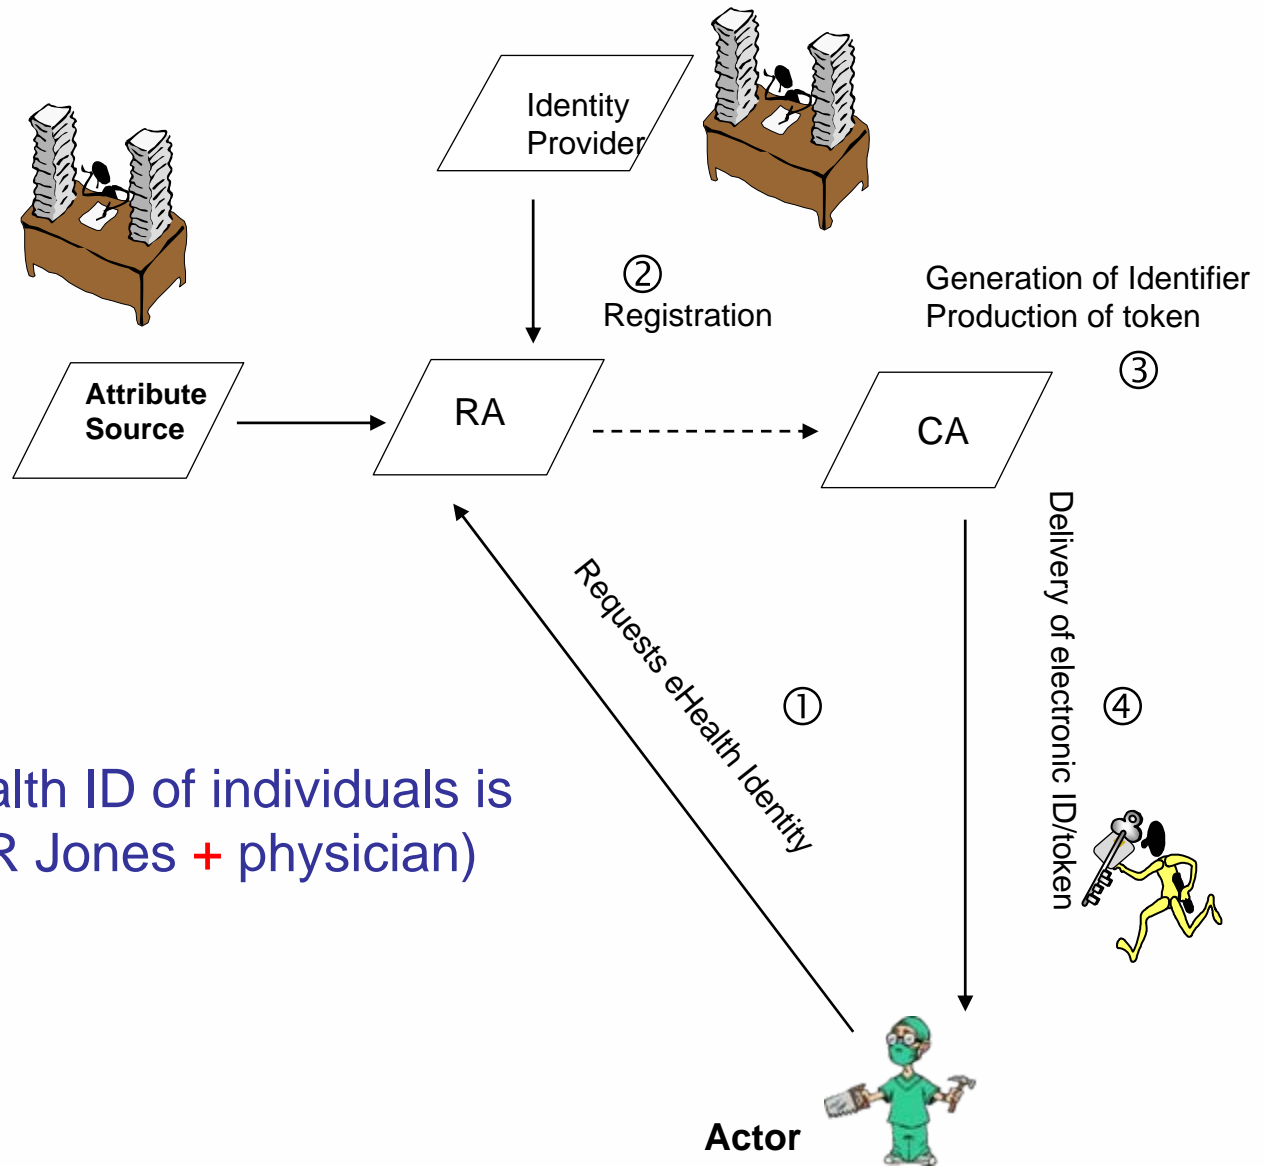 Identity
Provider
②
Registration
Generation of Identifier
Production of token
③
Attribute
Source
RA
CA
Requests eHealth Identity
①
Delivery of electronic ID/token
④
alth ID of individuals is
R Jones + physician)
Actor